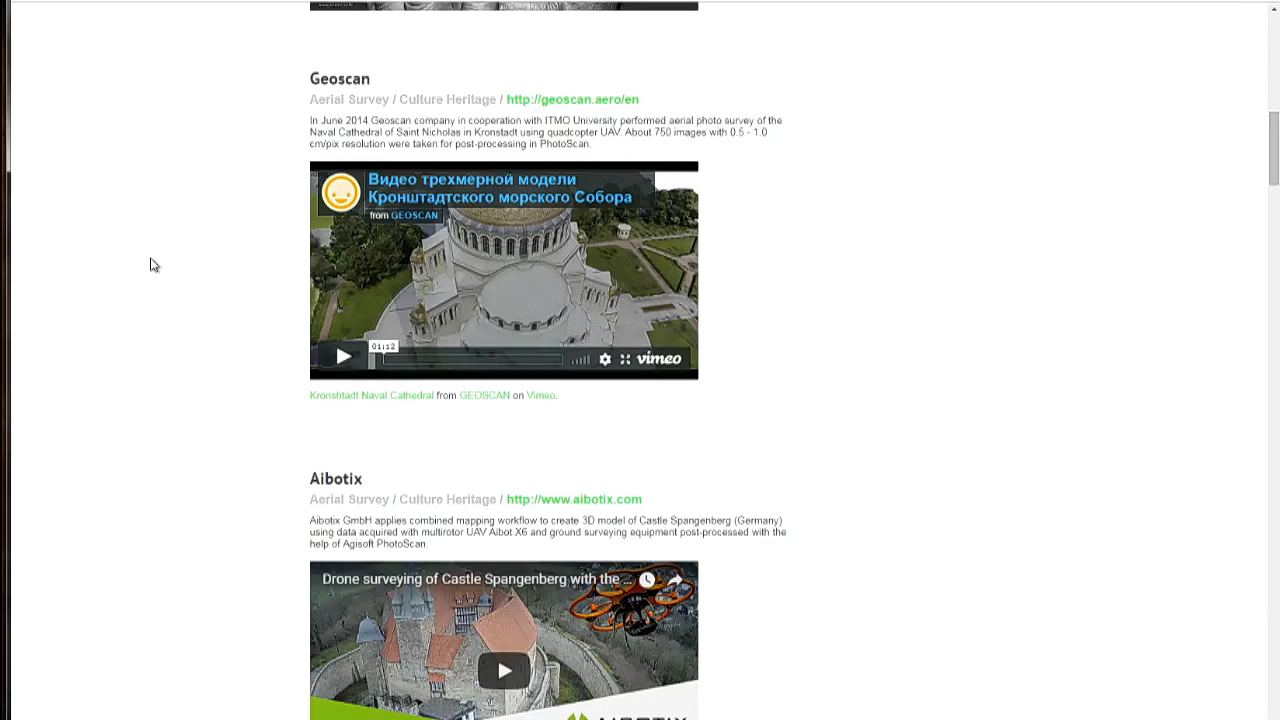 Geoscan
Aerial Survey / Culture Heritage / http://geoscan.aero/en
In June 2014 Geoscan company in cooperation with ITMO University performed aerial photo survey of the
Naval Cathedral of Saint Nicholas in Kronstadt using quadcopter UAV. About 750 images with 0.5 - 1.0
cm/pix resolution were taken for post-processing in PhotoScan.
Видео трехмерной модели
Кронштадтского морского Собора
from GEOSCAN
01:12
vimeo
Kronshtadt Naval Cathedral from GEOSCAN on Vimeo.
Aibotix
Aerial Survey / Culture Heritage / http://www.aibotix.com
Aibotix GmbH applies combined mapping workflow to create 3D model of Castle Spangenberg (Germany)
using data acquired with multirotor UAV Aibot X6 and ground surveying equipment post-processed with the
help of Agisoft PhotoScan.
Drone surveying of Castle Spangenberg with the ...
AIBOTIX